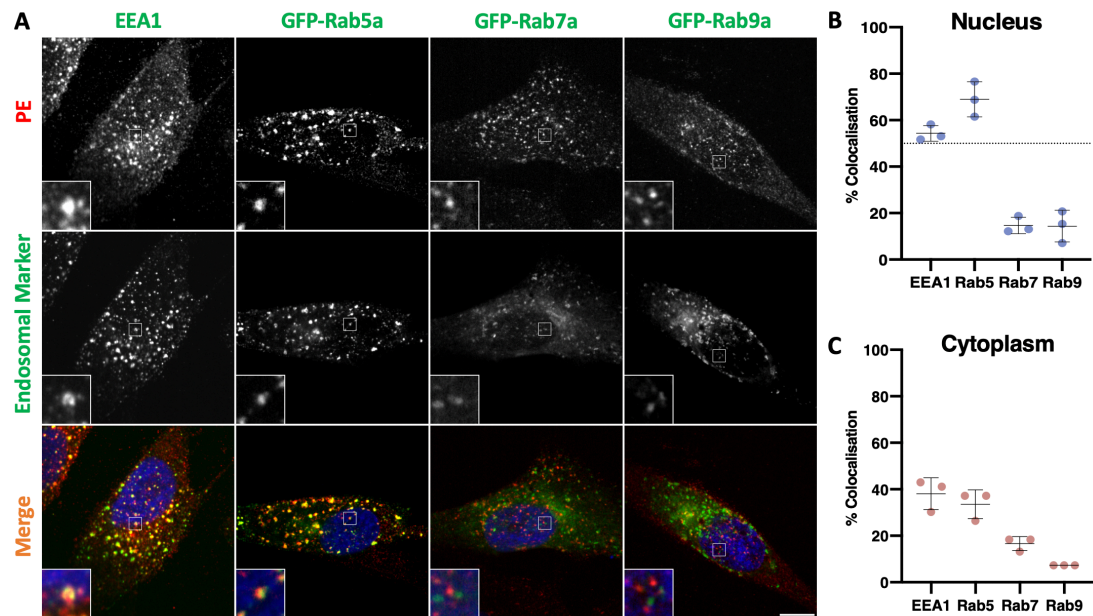 A
EEA1
GFP-Rab5a
GFP-Rab7a
GFP-Rab9a
PE
Endosomal Marker
Merge
B
Nucleus
% Colocalisation
100
80
60
40
20
0
EEA1 Rab5 Rab7 Rab9
C
Cytoplasm
% Colocalisation
100
80
60
40
20
0
EEA1 Rab5 Rab7 Rab9